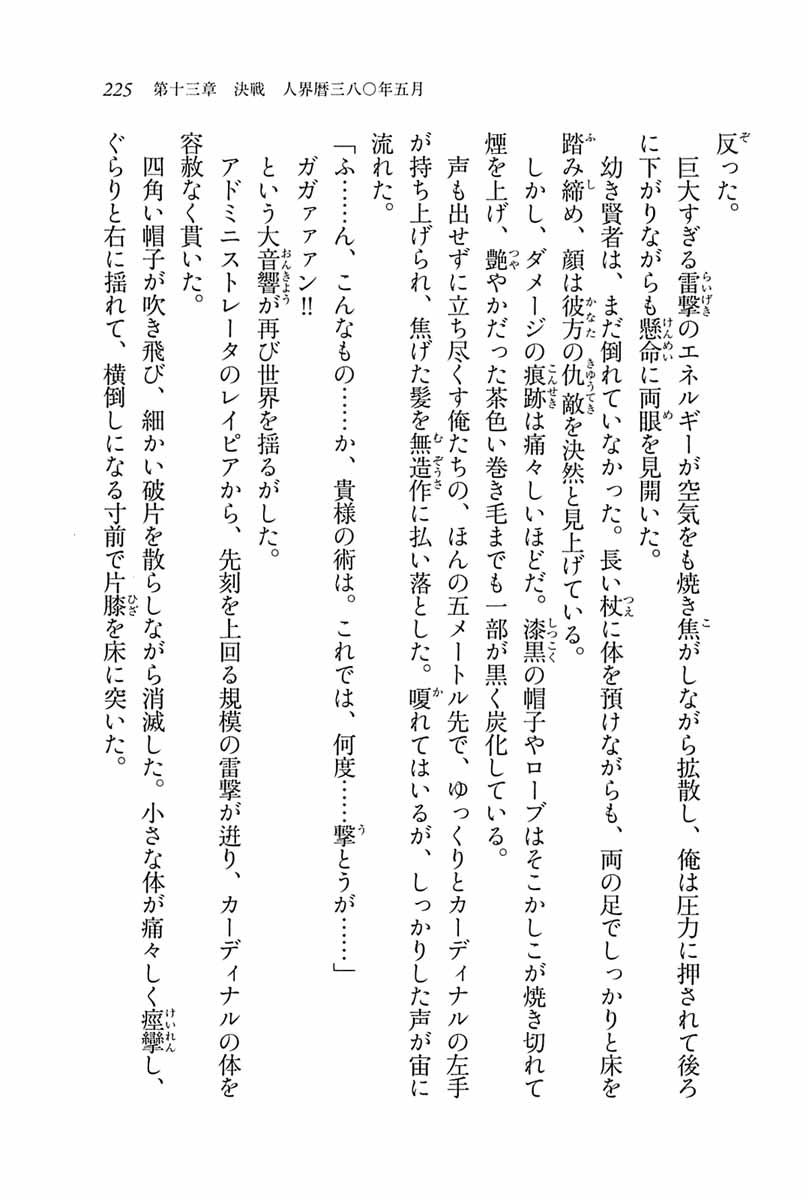 225 第十三章 決戦 人界暦三八〇年五月
反った。
巨大すぎる雷撃のエネルギーが空気をも焼き焦がしながら拡散し、俺は圧力に押されて後ろ
に下がりながらも懸命に両眼を見開いた。
幼き賢者は、まだ倒れていなかった。長い杖に体を預けながらも、両の足でしっかりと床を
踏み締め、顔は彼方の仇敵を決然と見上げている。
しかし、ダメージの痕跡は痛々しいほどだ。漆黒の帽子やローブはそこかしこが焼き切れて
煙を上げ、艶やかだった茶色い巻き毛までも一部が黒く炭化している。
声も出せずに立ち尽くす俺たちの、ほんの五メートル先で、ゆっくりとカーディナルの左手
が持ち上げられ、焦げた髪を無造作に払い落とした。嗄れてはいるが、しっかりした声が宙に
流れた。
「ふ……ん、こんなもの……か、貴様の術は。これでは、何度……撃とうが……」
ガガァァァン!!
という大音響が再び世界を揺るがした。
アドミニストレータのレイピアから、先刻を上回る規模の雷撃が迸り、カーディナルの体を
容赦なく貫いた。
四角い帽子が吹き飛び、細かい破片を散らしながら消滅した。小さな体が痛々しく痙攣し、
ぐらりと右に揺れて、横倒しになる寸前で片膝を床に突いた。